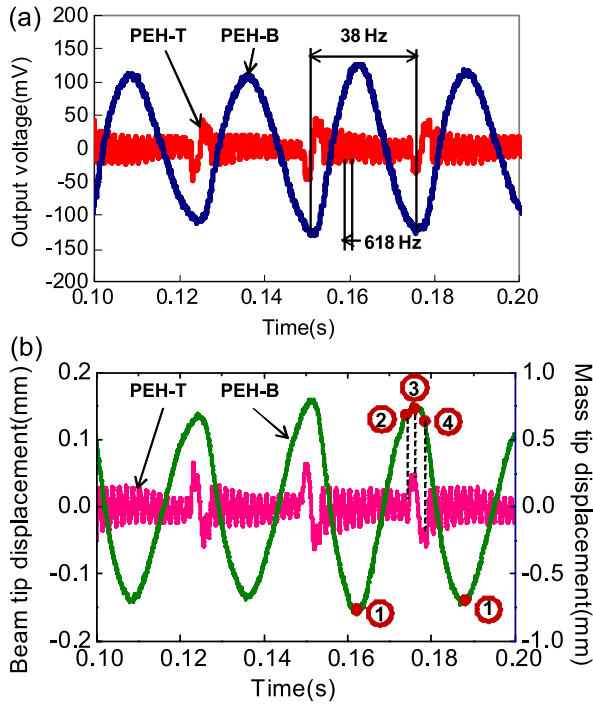 (a)
200
150
100
50
0
-50
-100
-150
-200
Output voltage(mV)
PEH-T
PEH-B
38 Hz
618 Hz
0.10 0.12 0.14 0.16 0.18 0.20
Time(s)
(b)
0.2
0.1
0.0
-0.1
-0.2
Beam tip displacement(mm)
PEH-T
PEH-B
3
2
4
1
1
1.0
0.5
0.0
-0.5
-1.0
Mass tip displacement(mm)
0.10 0.12 0.14 0.16 0.18 0.20
Time(s)